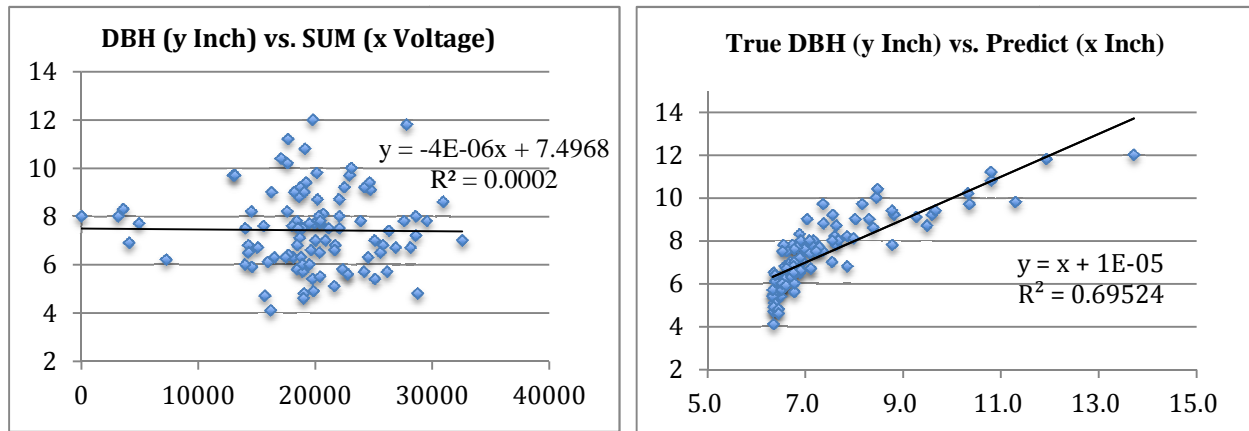 DBH (y Inch) vs. SUM (x Voltage)
14
12
10
8
6
4
2
0 10000 20000 30000 40000
y = -4E-06x + 7.4968
R² = 0.0002
True DBH (y Inch) vs. Predict (x Inch)
14
12
10
8
6
4
2
5.0 7.0 9.0 11.0 13.0 15.0
y = x + 1E-05
R² = 0.69524